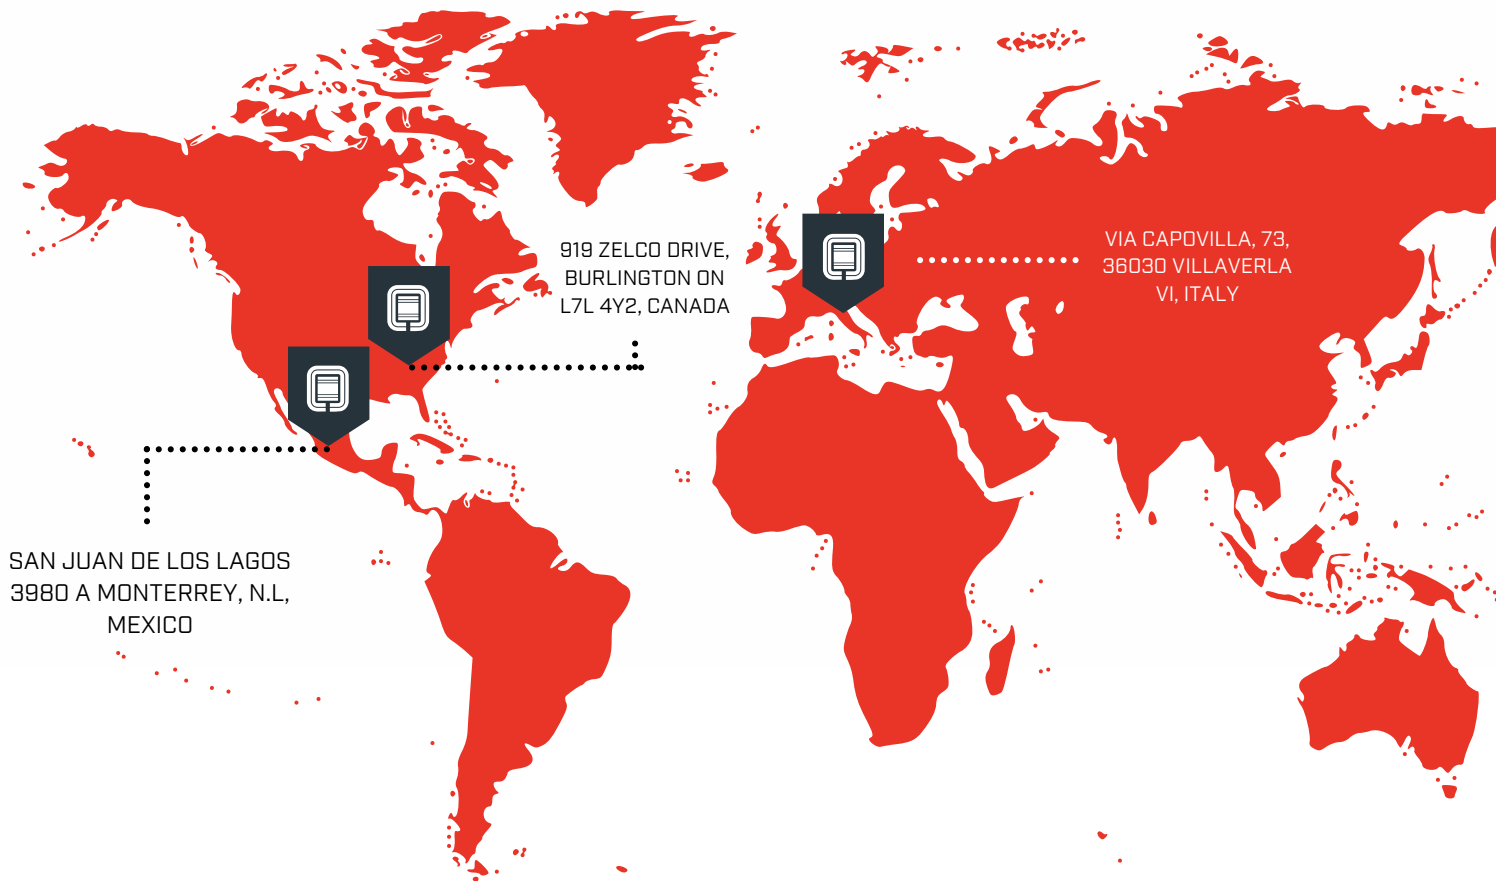 919 ZELCO DRIVE,
BURLINGTON ON
L7L 4Y2, CANADA
VIA CAPOVILLA, 73,
36030 VILLAVERLA
VI, ITALY
SAN JUAN DE LOS LAGOS
3980 A MONTERREY, N.L,
MEXICO